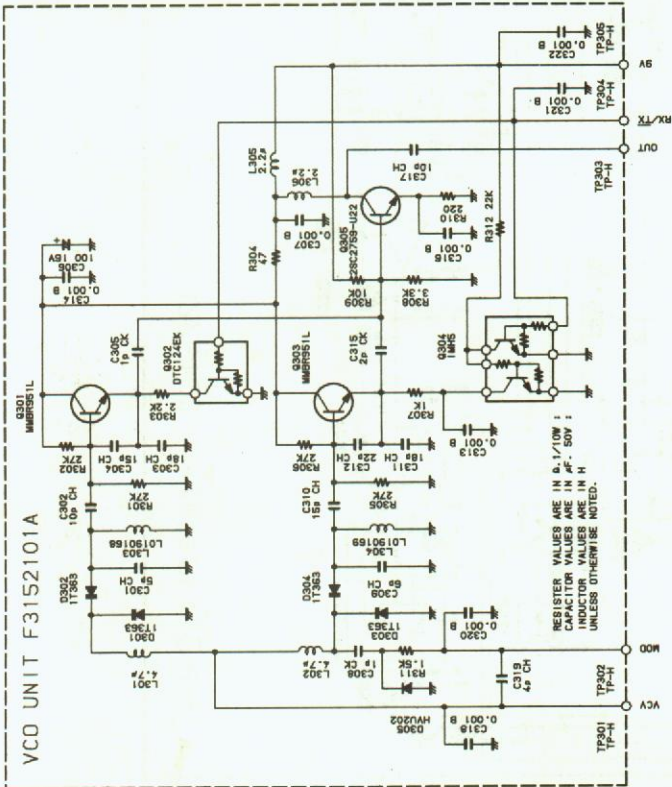 VCO UNIT F3152101A
Q301
MMBR951L
C306
100 16V
C314
0.001 B
C305
1p CK
Q302
DTC124EK
R302
27K
C304
15p CH
C303
18p CH
R303
2.2K
C302
10p CH
R301
27K
L303
L0190168
D302
1T363
C301
5p CH
D301
1T363
L301
4.7μ
L305
2.2μ
L306
2.2μ
R304
47
C307
0.001 B
Q305
2SC2759-U22
C317
10p CH
R310
220
C316
0.001 B
R309
10K
R308
3.3K
R312 22K
Q303
MMBR951L
C315
2p CK
Q304
IMH5
R306
27K
C312
22p CH
C311
18p CH
R307
1K
C313
0.001 B
C310
15p CH
R305
27K
L304
L0190169
D304
1T363
C309
6p CH
D303
1T363
L302
4.7μ
C308
1p CK
R311
1.5K
C320
0.001 B
D305
HVU202
C319
4p CH
C318
0.001 B
C322
0.001 B
C321
0.001 B
TP305
TP-H
9V
TP304
TP-H
RX/TX
TP303
TP-H
OUT
TP302
TP-H
MOD
TP301
TP-H
VCV
RESISTER VALUES ARE IN Ω,1/10W ;
CAPACITOR VALUES ARE IN μF, 50V ;
INDUCTOR VALUES ARE IN H
UNLESS OTHERWISE NOTED.